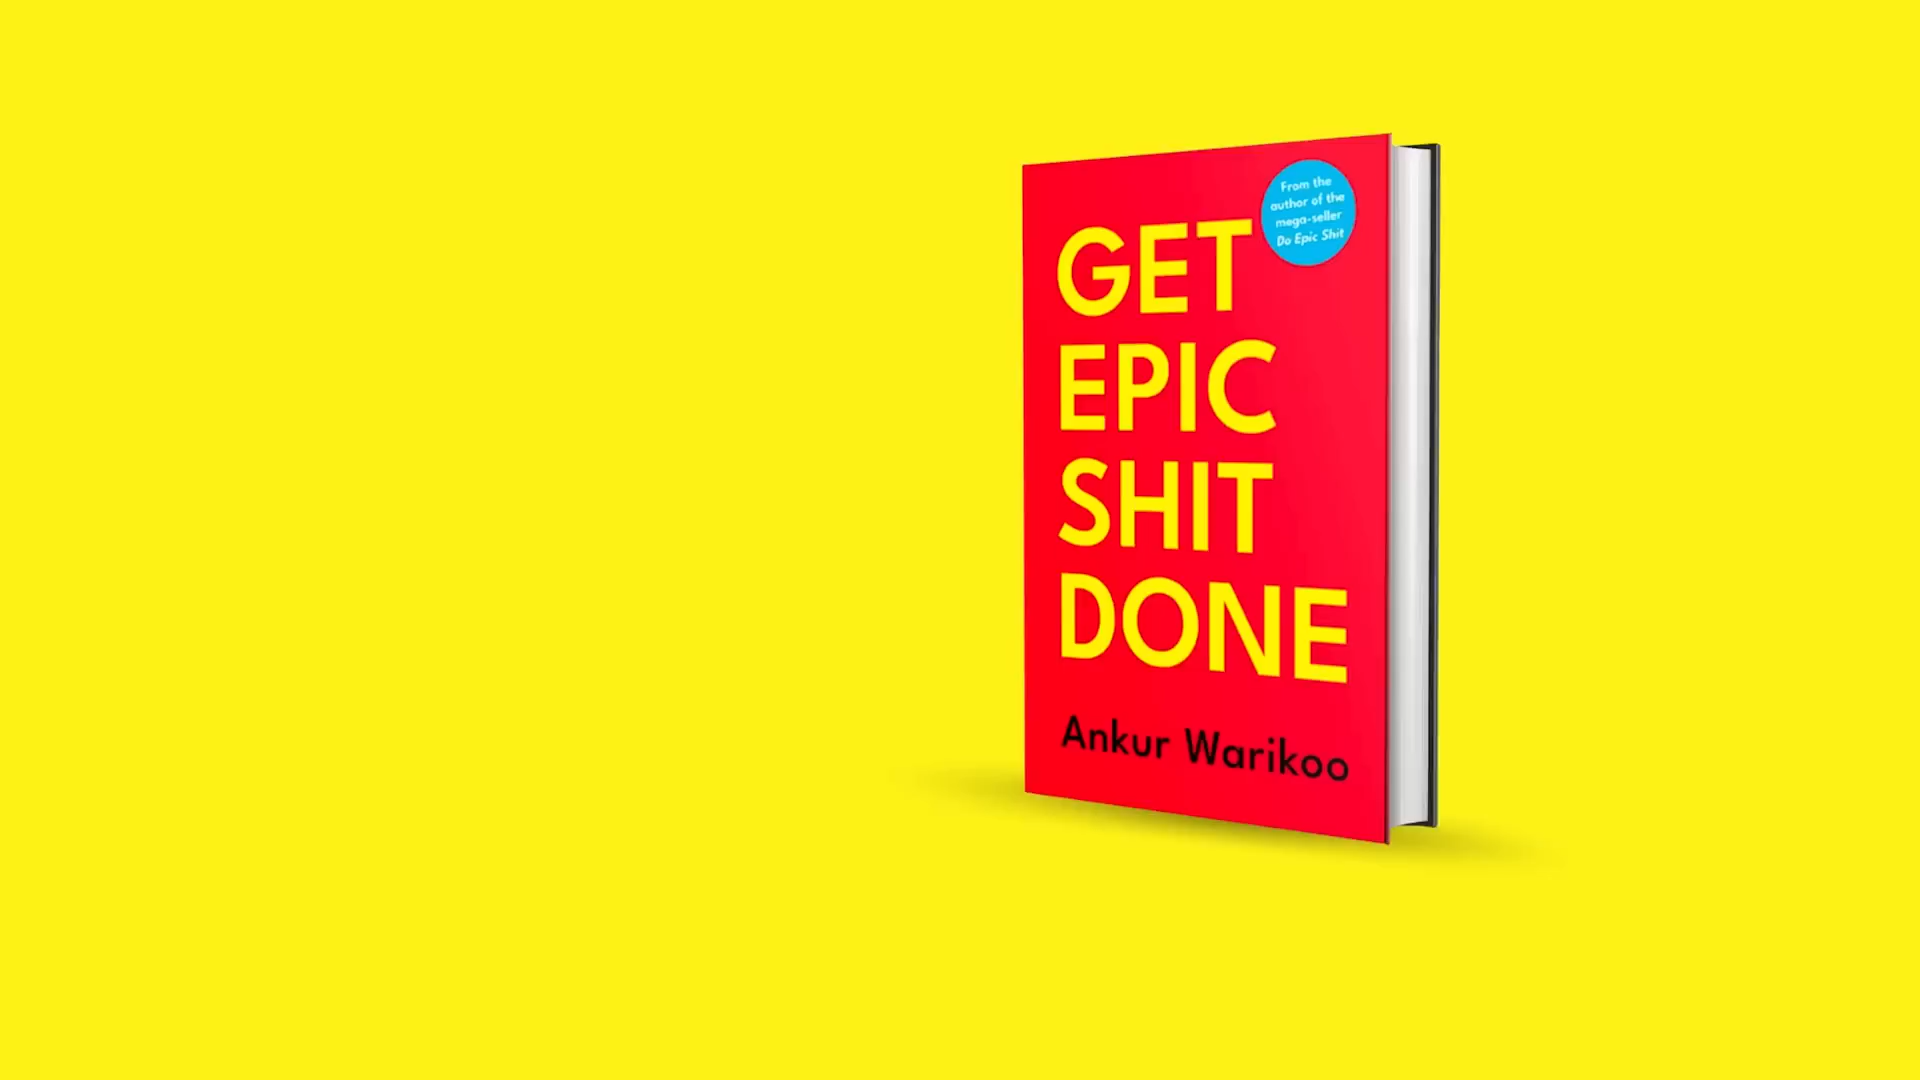 From the
author of the
mega-seller
Do Epic Shit
GET
EPIC
SHIT
DONE
Ankur Warikoo